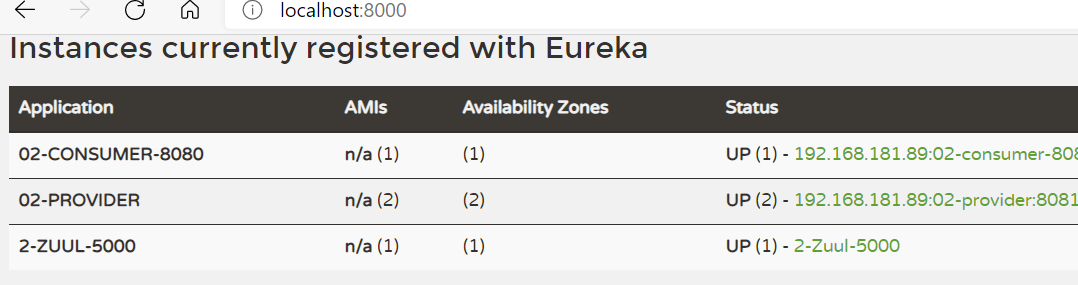 localhost:8000
Instances currently registered with Eureka
Application AMIs Availability Zones Status
02-CONSUMER-8080 n/a (1) (1) UP (1) - 192.168.181.89:02-consumer-808
02-PROVIDER n/a (2) (2) UP (2) - 192.168.181.89:02-provider:8081
2-ZUUL-5000 n/a (1) (1) UP (1) - 2-Zuul-5000